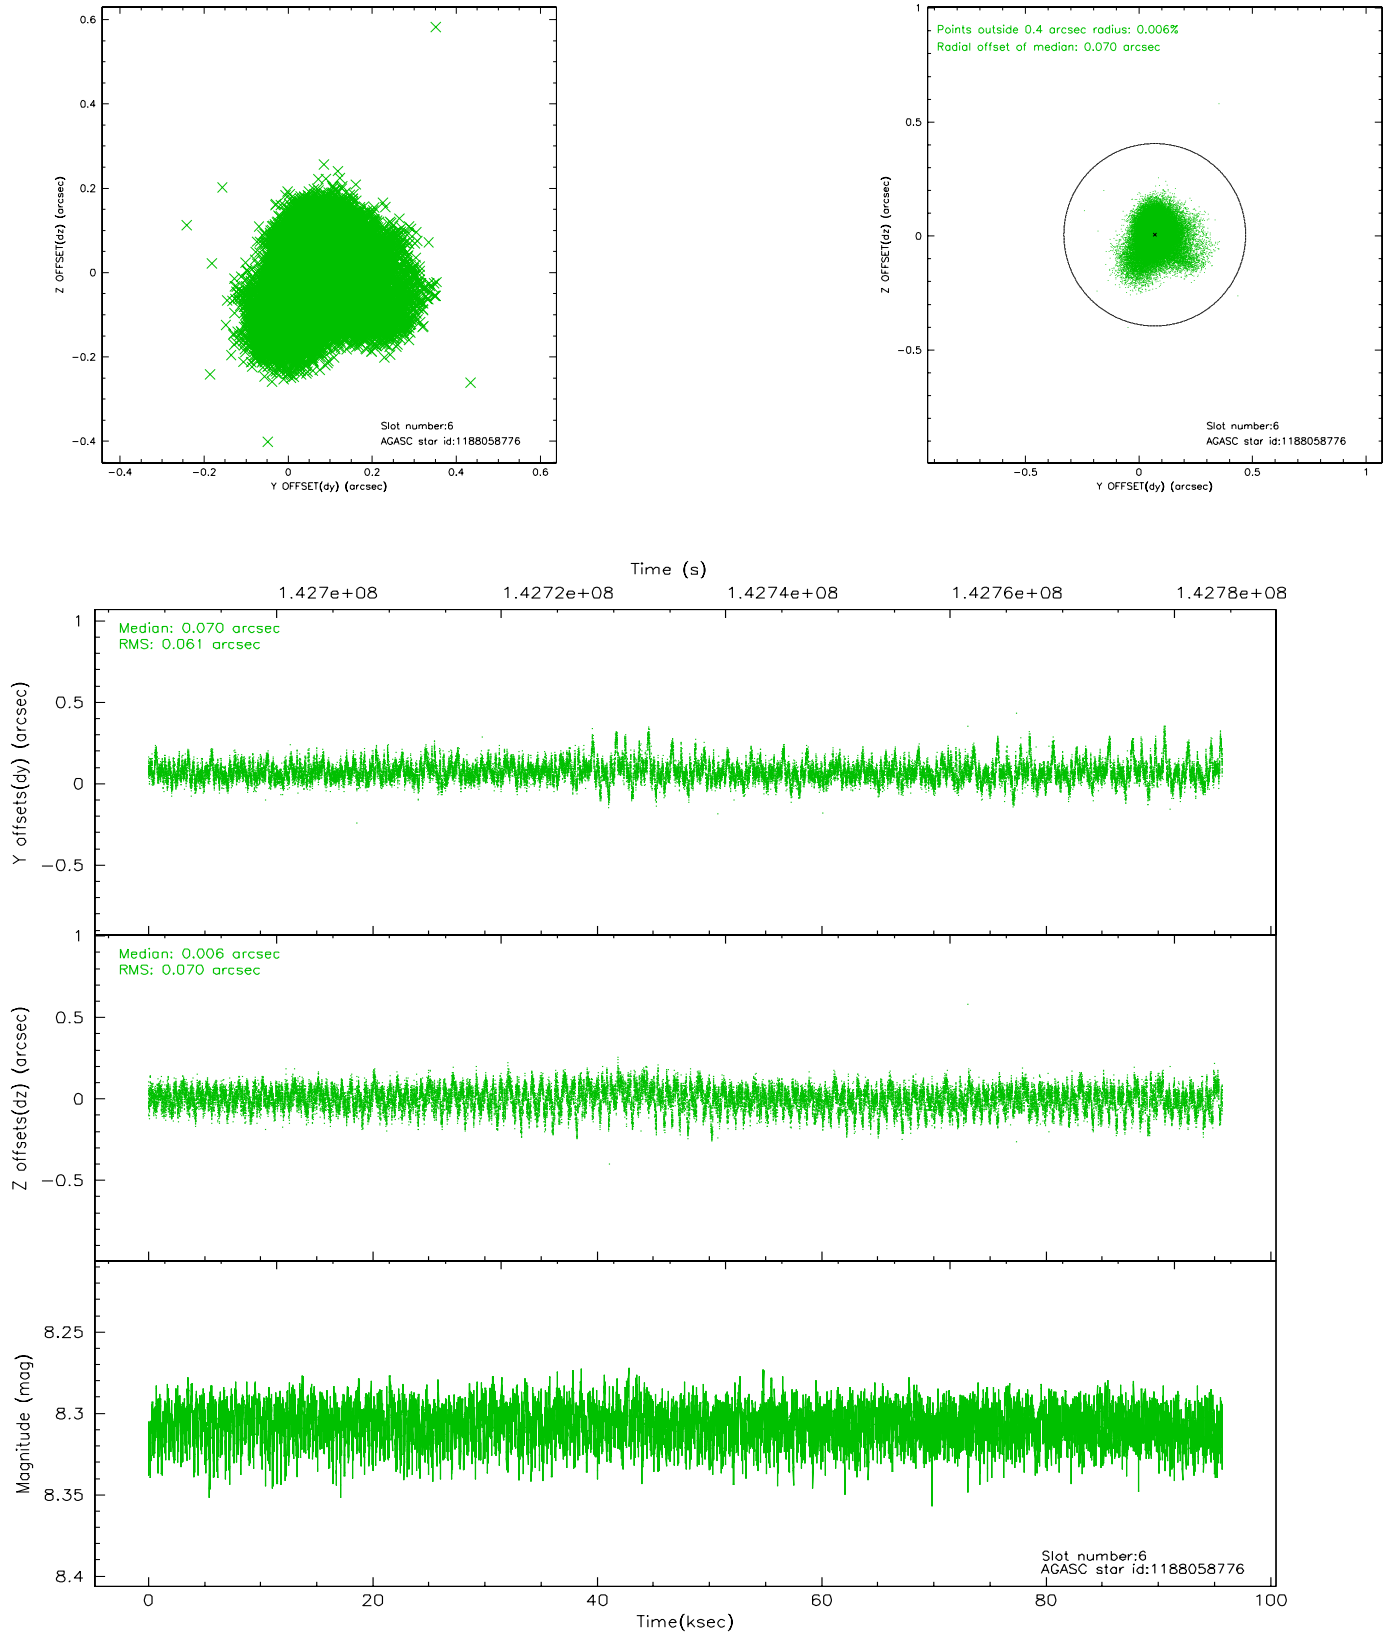 0.6
0.4
0.2
0
−0.2
−0.4
−0.4
−0.2
0
0.2
0.4
0.6
Z OFFSET(dz) (arcsec)
Y OFFSET(dy) (arcsec)
Slot number:6
AGASC star id:1188058776
Points outside 0.4 arcsec radius: 0.006%
Radial offset of median: 0.070 arcsec
1
0.5
0
−0.5
−0.5
0
0.5
1
Z OFFSET(dz) (arcsec)
Y OFFSET(dy) (arcsec)
Slot number:6
AGASC star id:1188058776
Time (s)
1.427e+08
1.4272e+08
1.4274e+08
1.4276e+08
1.4278e+08
Median: 0.070 arcsec
RMS: 0.061 arcsec
1
0.5
0
−0.5
Y offsets(dy) (arcsec)
Median: 0.006 arcsec
RMS: 0.070 arcsec
1
0.5
0
−0.5
Z offsets(dz) (arcsec)
8.25
8.3
8.35
8.4
Magnitude (mag)
Slot number:6
AGASC star id:1188058776
0
20
40
60
80
100
Time(ksec)